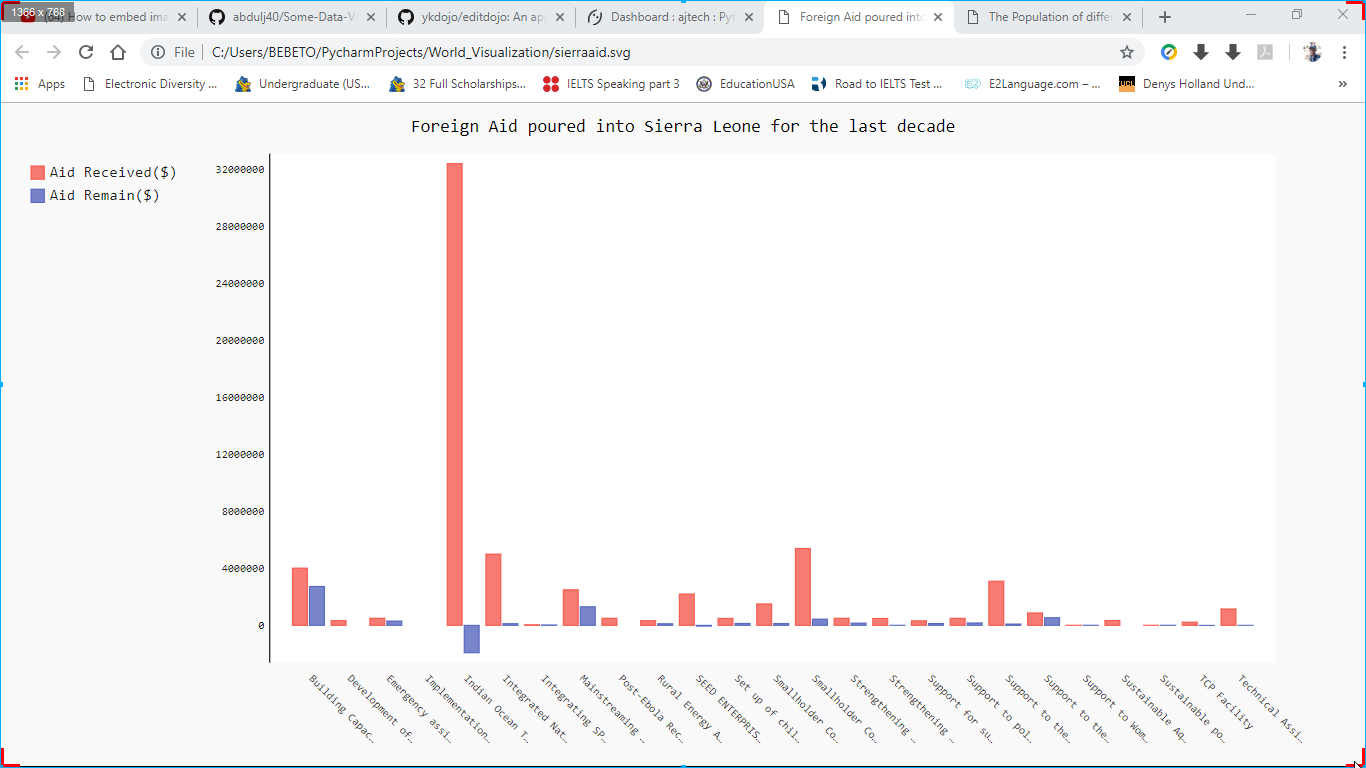 1366 x 768
How to embed ima
abdulj40/Some-Data-Vi
ykdojo/editdojo: An app
Dashboard : ajtech : Pyt
Foreign Aid poured into
The Population of differ
File C:/Users/BEBETO/PycharmProjects/World_Visualization/sierraaid.svg
Apps Electronic Diversity ... Undergraduate (US... 32 Full Scholarships... IELTS Speaking part 3 EducationUSA Road to IELTS Test ... E2Language.com – ... Denys Holland Und... »
Foreign Aid poured into Sierra Leone for the last decade
Aid Received($)
Aid Remain($)
32000000
28000000
24000000
20000000
16000000
12000000
8000000
4000000
0
Building Capac…
Development of…
Emergency assi…
Implementation…
Indian Ocean T…
Integrated Nat…
Integrating SP…
Mainstreaming …
Post-Ebola Rec…
Rural Energy A…
SEED ENTERPRIS…
Set up of chil…
Smallholder Co…
Smallholder Co…
Strengthening …
Strengthening …
Support for su…
Support to pol…
Support to the…
Support to the…
Support to Wom…
Sustainable Aq…
Sustainable po…
TCP Facility
Technical Assi…